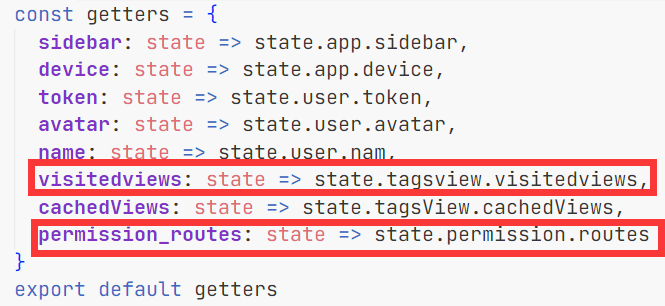 const getters = {
sidebar: state => state.app.sidebar,
device: state => state.app.device,
token: state => state.user.token,
avatar: state => state.user.avatar,
name: state => state.user.nam,
visitedviews: state => state.tagsview.visitedviews,
cachedViews: state => state.tagsView.cachedViews,
permission_routes: state => state.permission.routes
}
export default getters